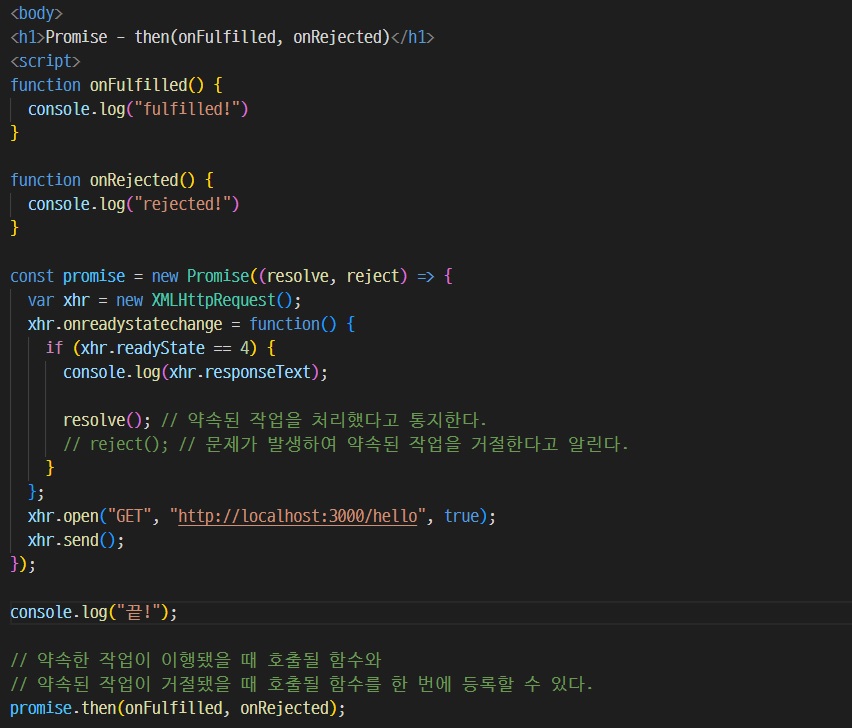 <body>
<h1>Promise - then(onFulfilled, onRejected)</h1>
<script>
function onFulfilled() {
console.log("fulfilled!")
}
function onRejected() {
console.log("rejected!")
}
const promise = new Promise((resolve, reject) => {
var xhr = new XMLHttpRequest();
xhr.onreadystatechange = function() {
if (xhr.readyState == 4) {
console.log(xhr.responseText);
resolve(); // 약속된 작업을 처리했다고 통지한다.
// reject(); // 문제가 발생하여 약속된 작업을 거절한다고 알린다.
}
};
xhr.open("GET", "http://localhost:3000/hello", true);
xhr.send();
});
console.log("끝!");
// 약속한 작업이 이행됐을 때 호출될 함수와
// 약속된 작업이 거절됐을 때 호출될 함수를 한 번에 등록할 수 있다.
promise.then(onFulfilled, onRejected);